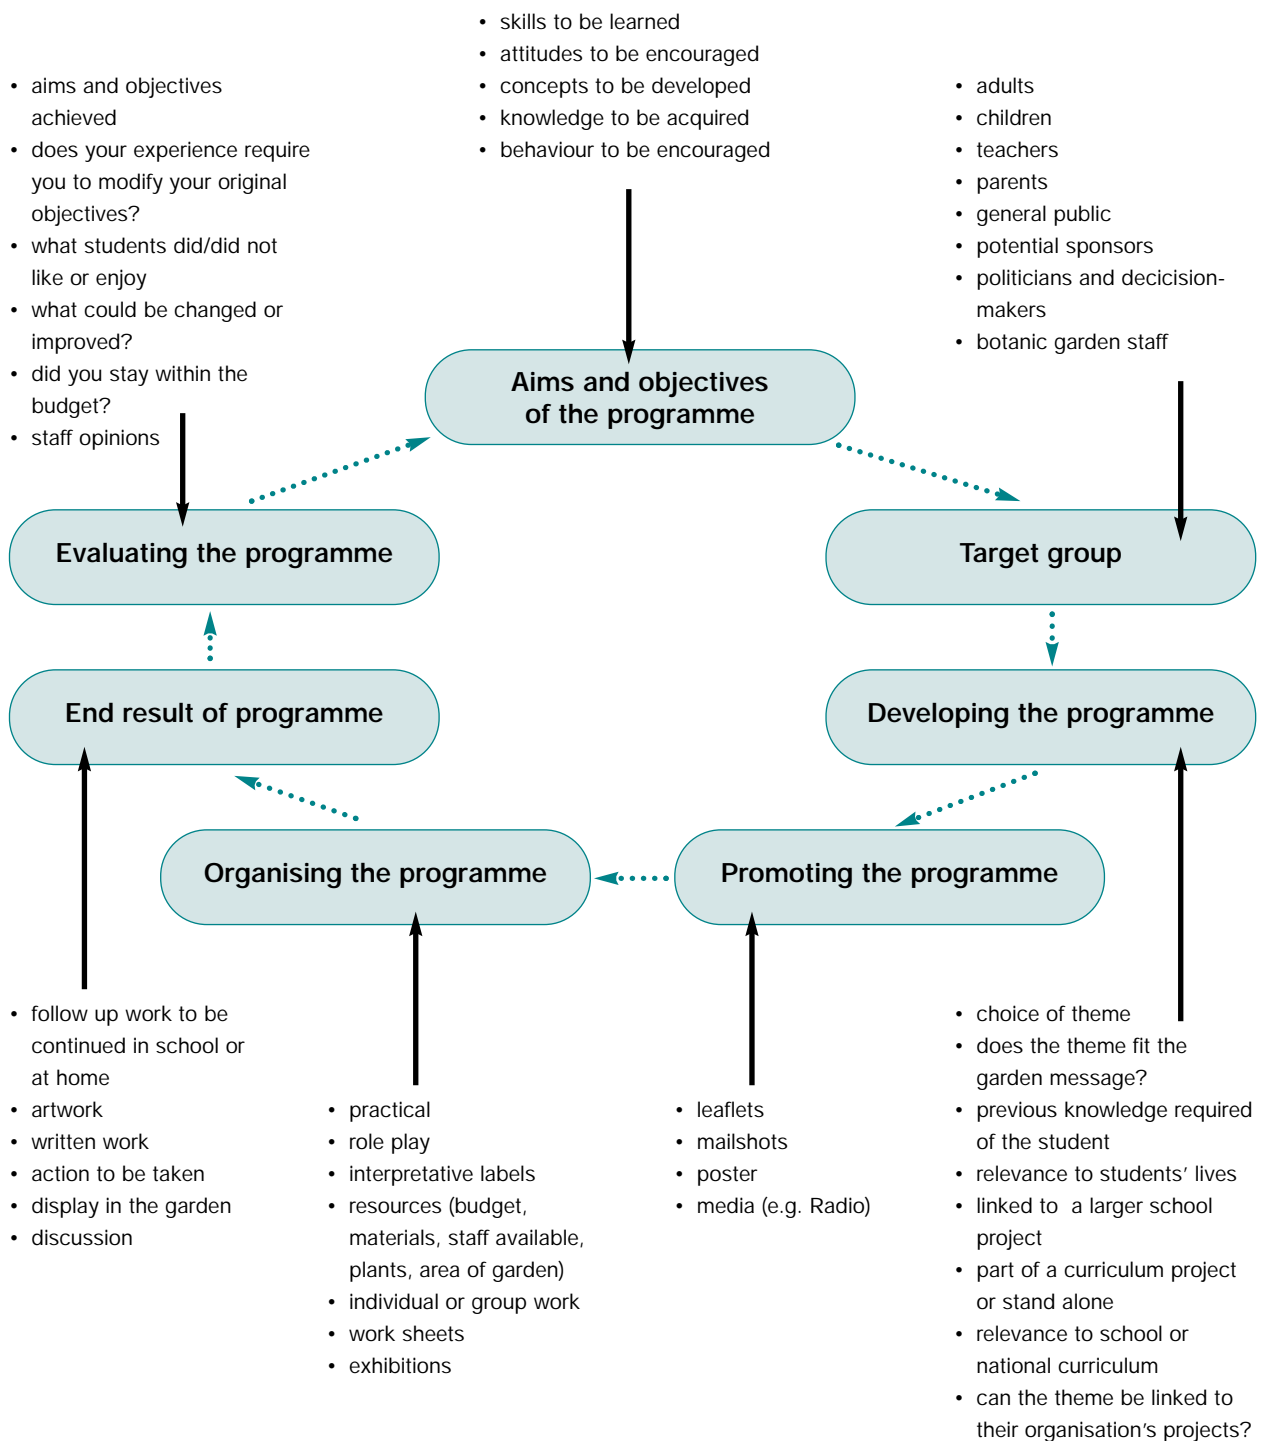 • skills to be learned
• attitudes to be encouraged
• concepts to be developed
• knowledge to be acquired
• behaviour to be encouraged
• aims and objectives
achieved
• does your experience require
you to modify your original
objectives?
• what students did/did not
like or enjoy
• what could be changed or
improved?
• did you stay within the
budget?
• staff opinions
• adults
• children
• teachers
• parents
• general public
• potential sponsors
• politicians and decicision-
makers
• botanic garden staff
Aims and objectives
of the programme
Evaluating the programme
Target group
End result of programme
Developing the programme
Organising the programme
Promoting the programme
• follow up work to be
continued in school or
at home
• artwork
• written work
• action to be taken
• display in the garden
• discussion
• practical
• role play
• interpretative labels
• resources (budget,
materials, staff available,
plants, area of garden)
• individual or group work
• work sheets
• exhibitions
• leaflets
• mailshots
• poster
• media (e.g. Radio)
• choice of theme
• does the theme fit the
garden message?
• previous knowledge required
of the student
• relevance to students' lives
• linked to a larger school
project
• part of a curriculum project
or stand alone
• relevance to school or
national curriculum
• can the theme be linked to
their organisation's projects?